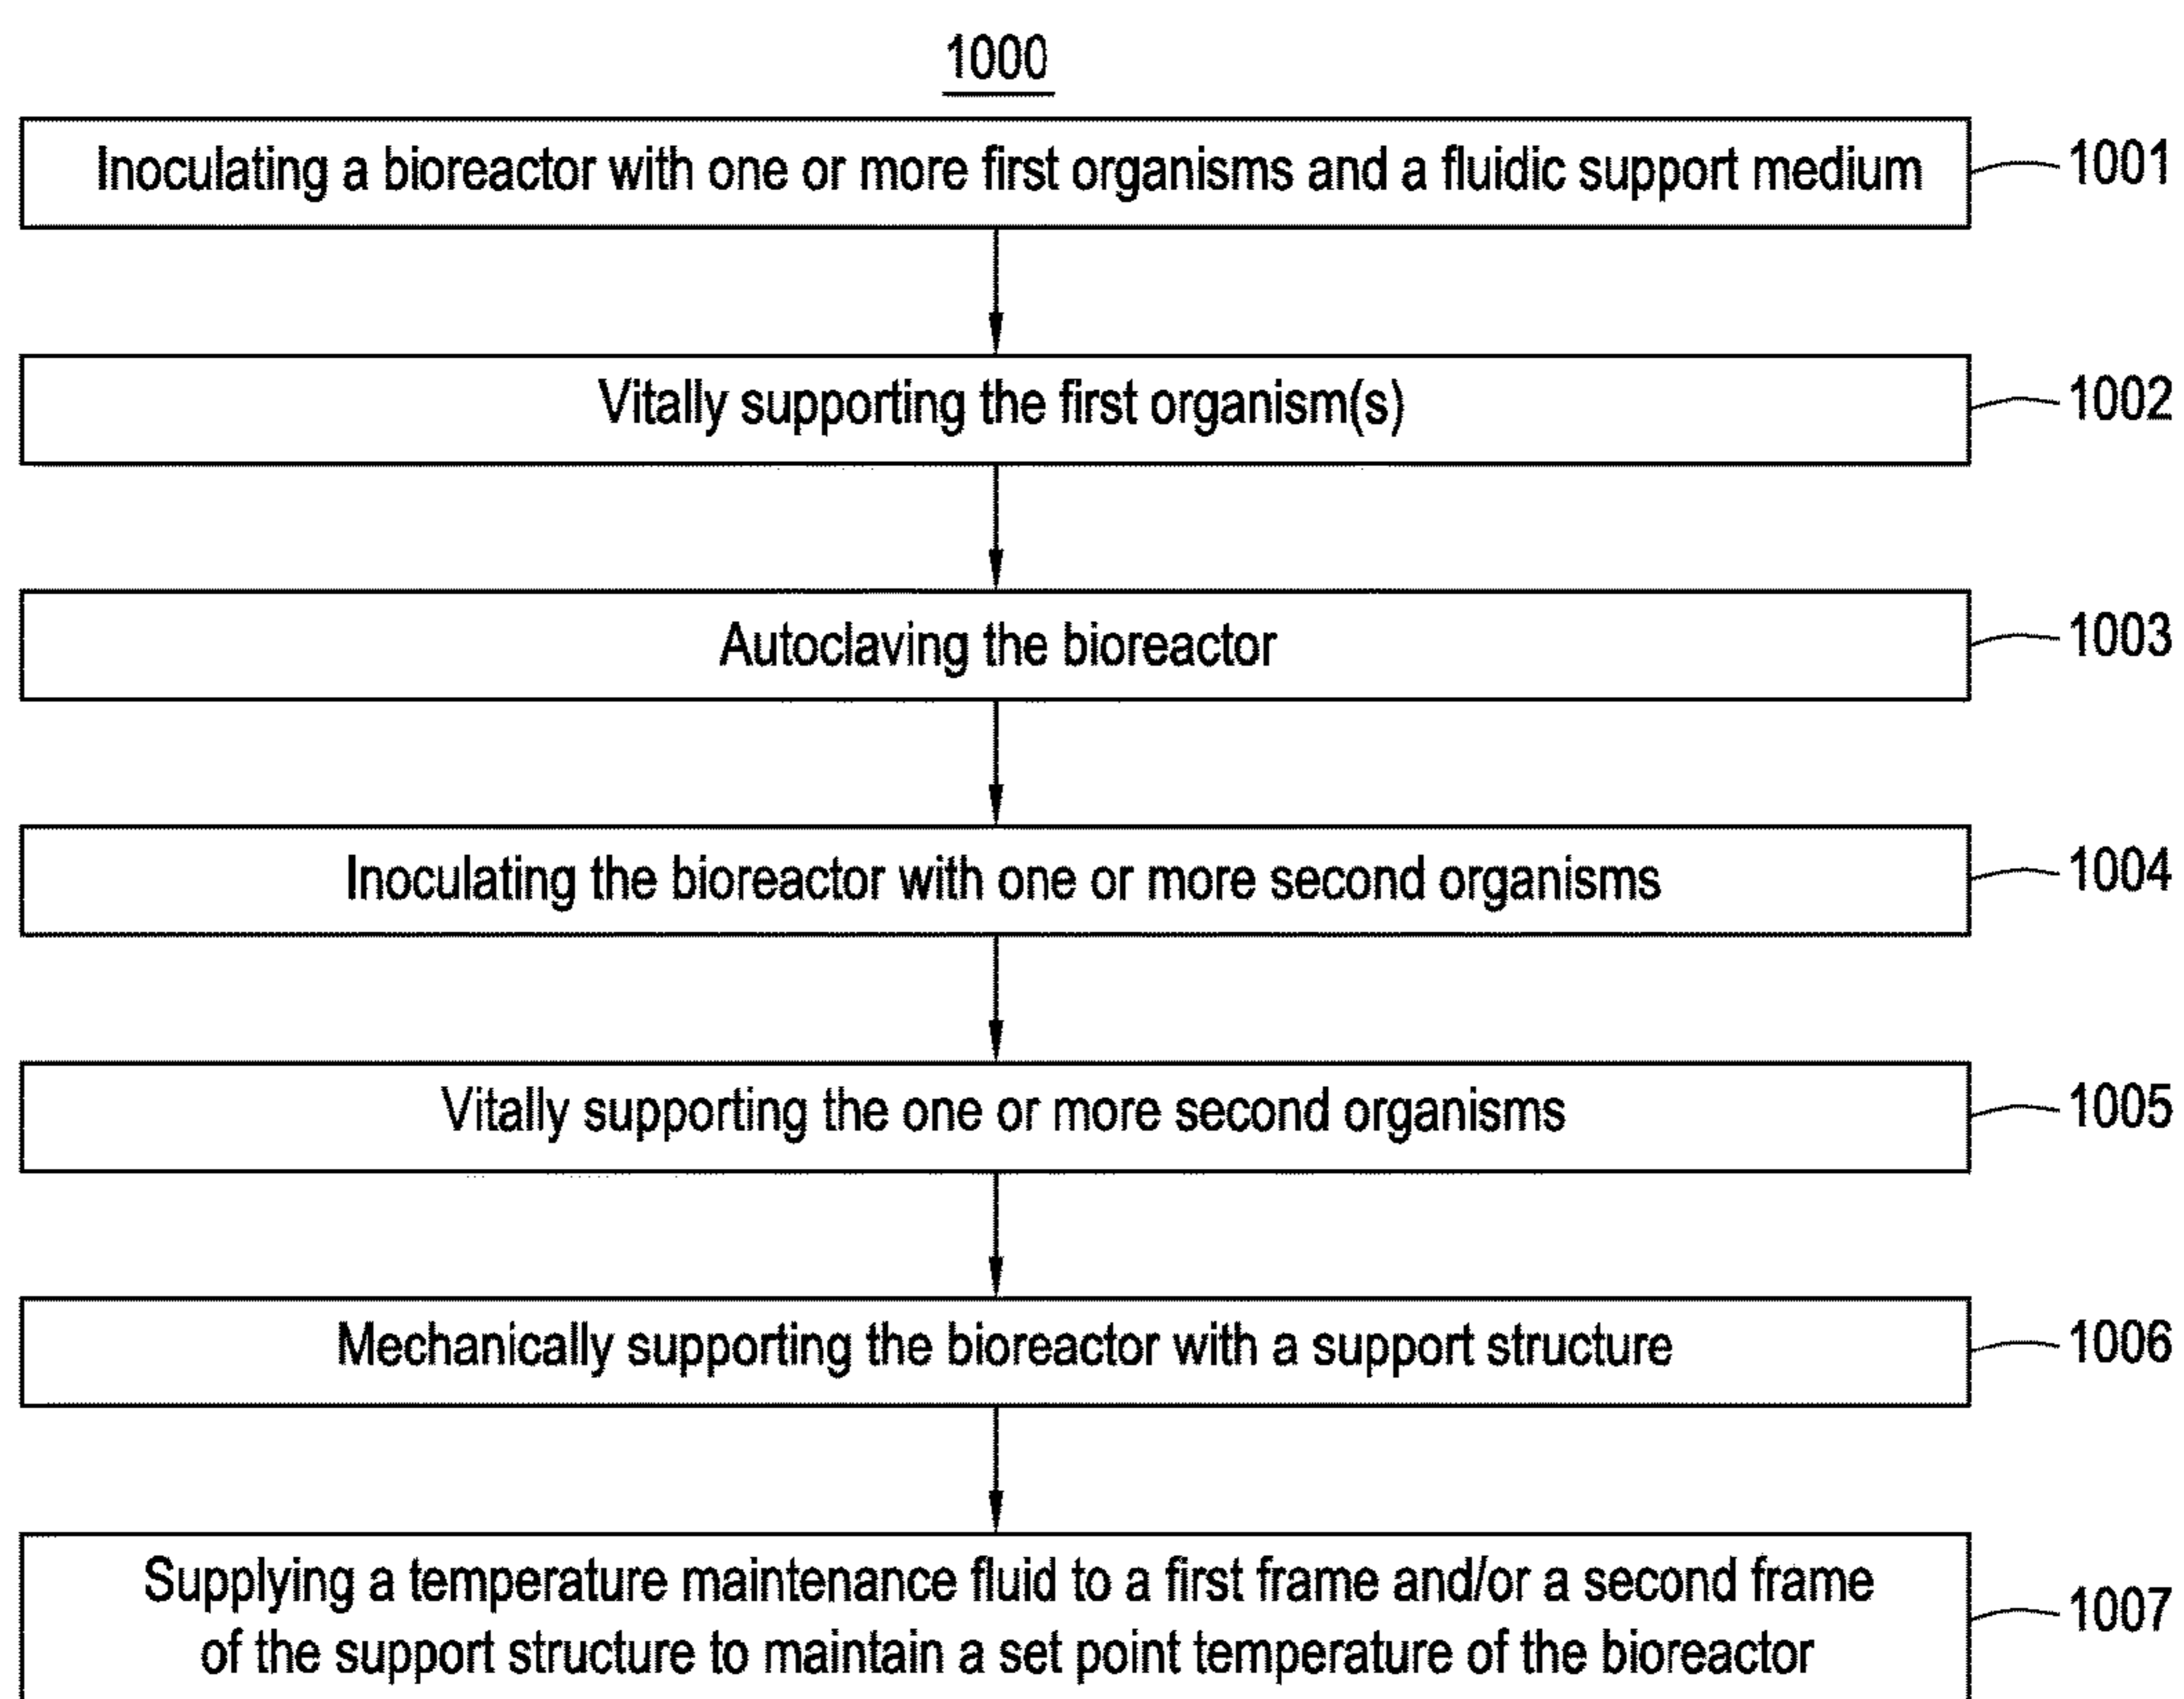 1000
Inoculating a bioreactor with one or more first organisms and a fluidic support medium
1001
Vitally supporting the first organism(s)
1002
Autoclaving the bioreactor
1003
Inoculating the bioreactor with one or more second organisms
1004
Vitally supporting the one or more second organisms
1005
Mechanically supporting the bioreactor with a support structure
1006
Supplying a temperature maintenance fluid to a first frame and/or a second frame
of the support structure to maintain a set point temperature of the bioreactor
1007